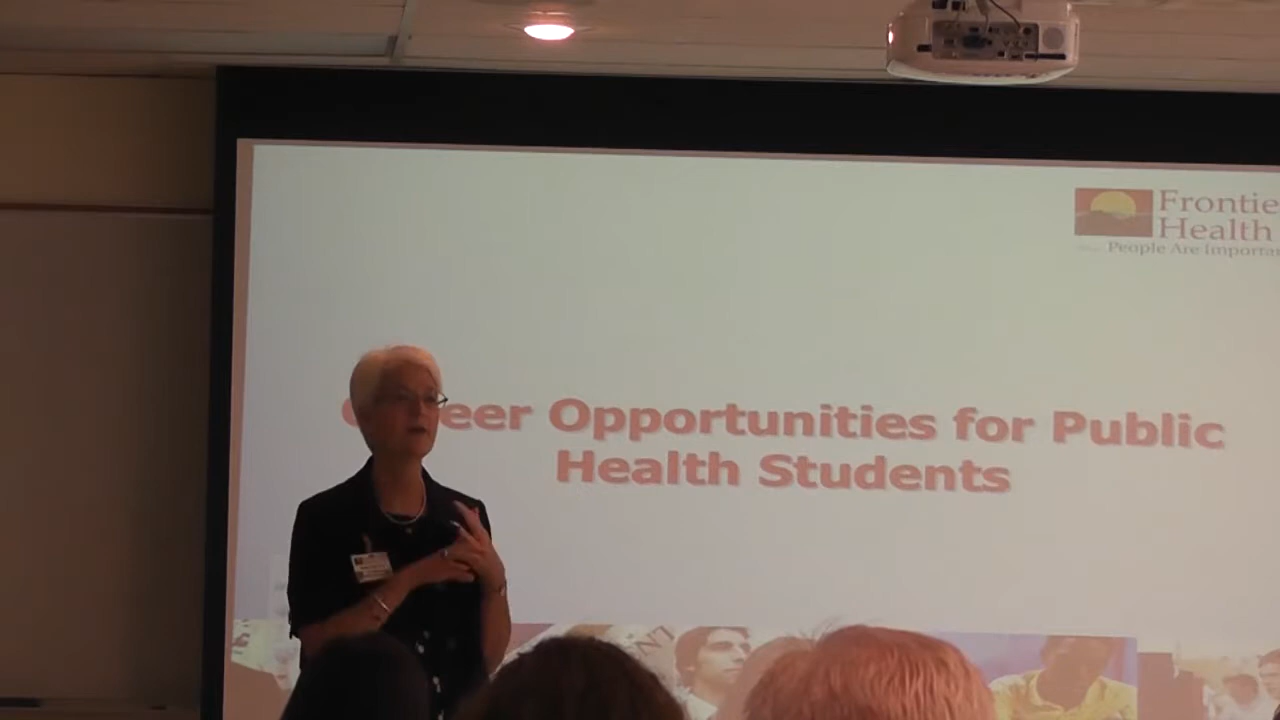 Frontie
Health
People Are Importa
eer Opportunities for Public
Health Students